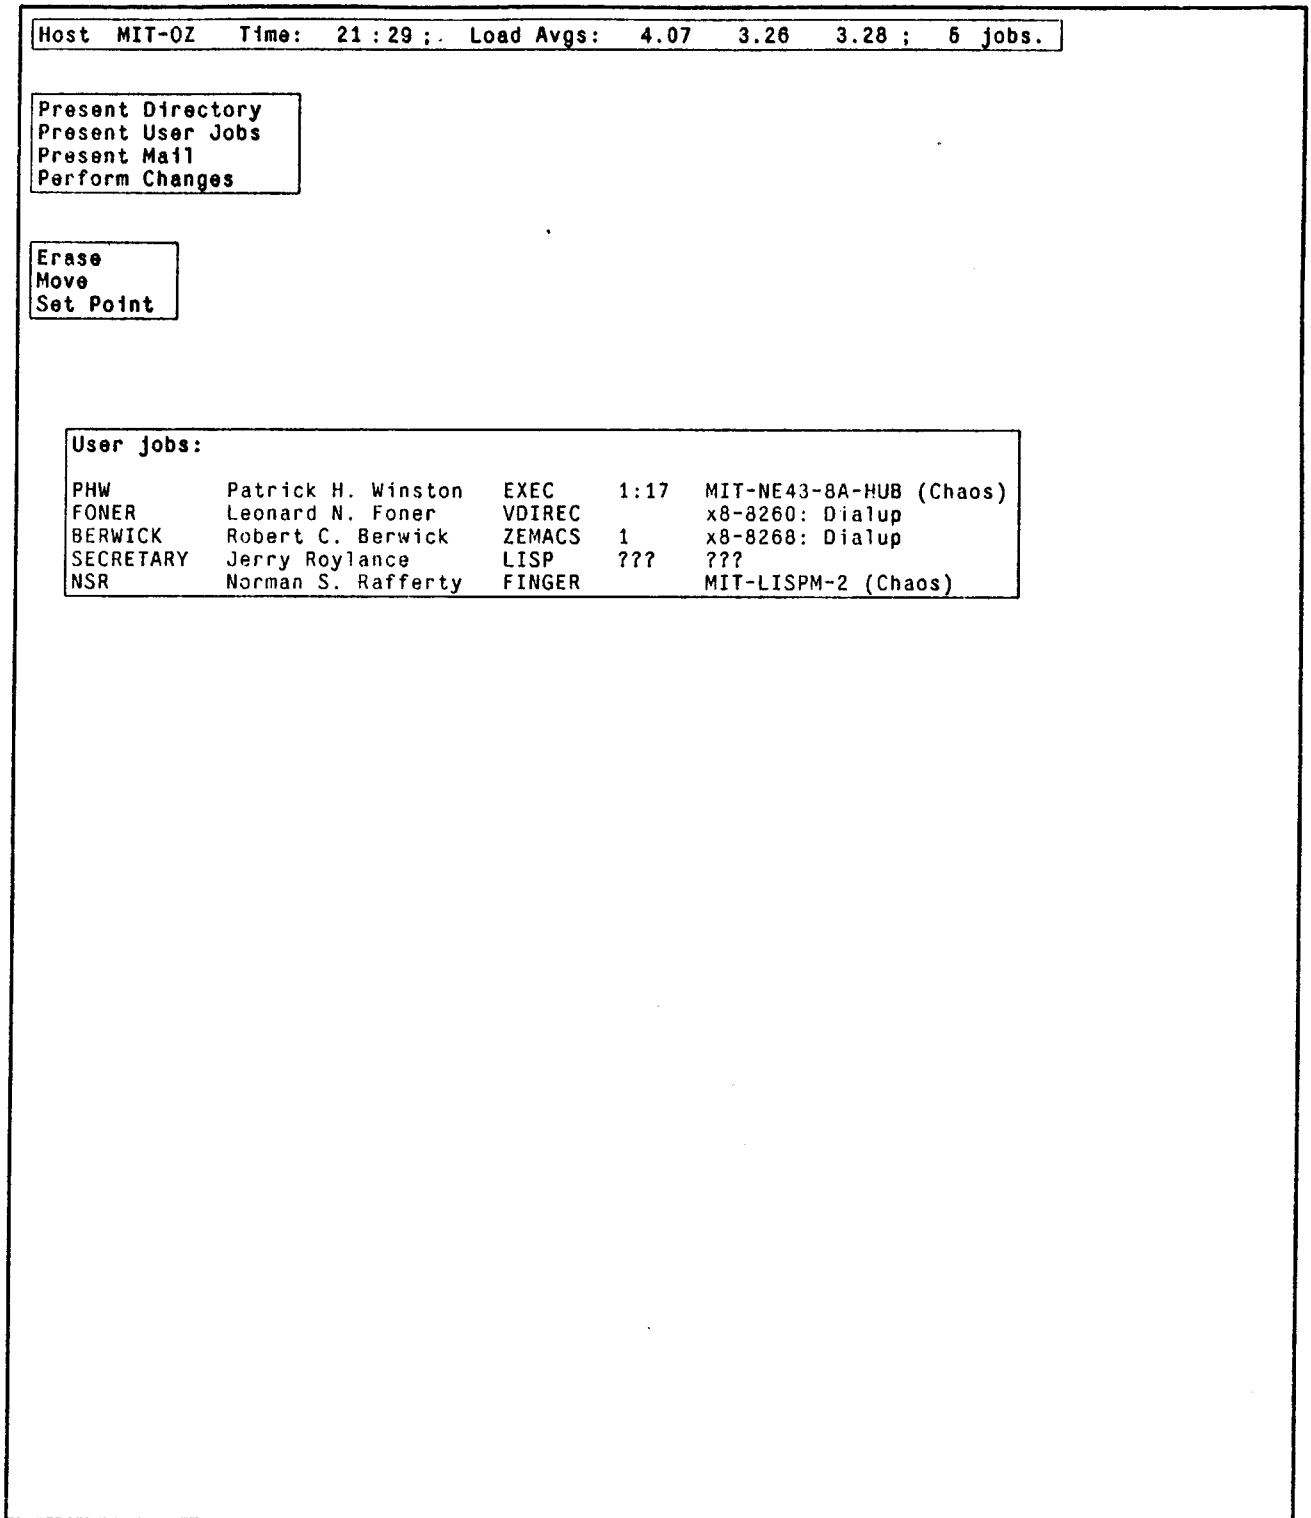 Host MIT-OZ Time: 21:29; Load Avgs: 4.07 3.26 3.28; 5 jobs.
Present Directory
Present User Jobs
Present Mail
Perform Changes
Erase
Move
Set Point
User jobs:
PHW Patrick H. Winston EXEC 1:17 MIT-NE43-8A-HUB (Chaos)
FONER Leonard N. Foner VDIREC x8-8260: Dialup
BERWICK Robert C. Berwick ZEMACS 1 x8-8268: Dialup
SECRETARY Jerry Roylance LISP ??? ???
NSR Norman S. Rafferty FINGER MIT-LISPM-2 (Chaos)